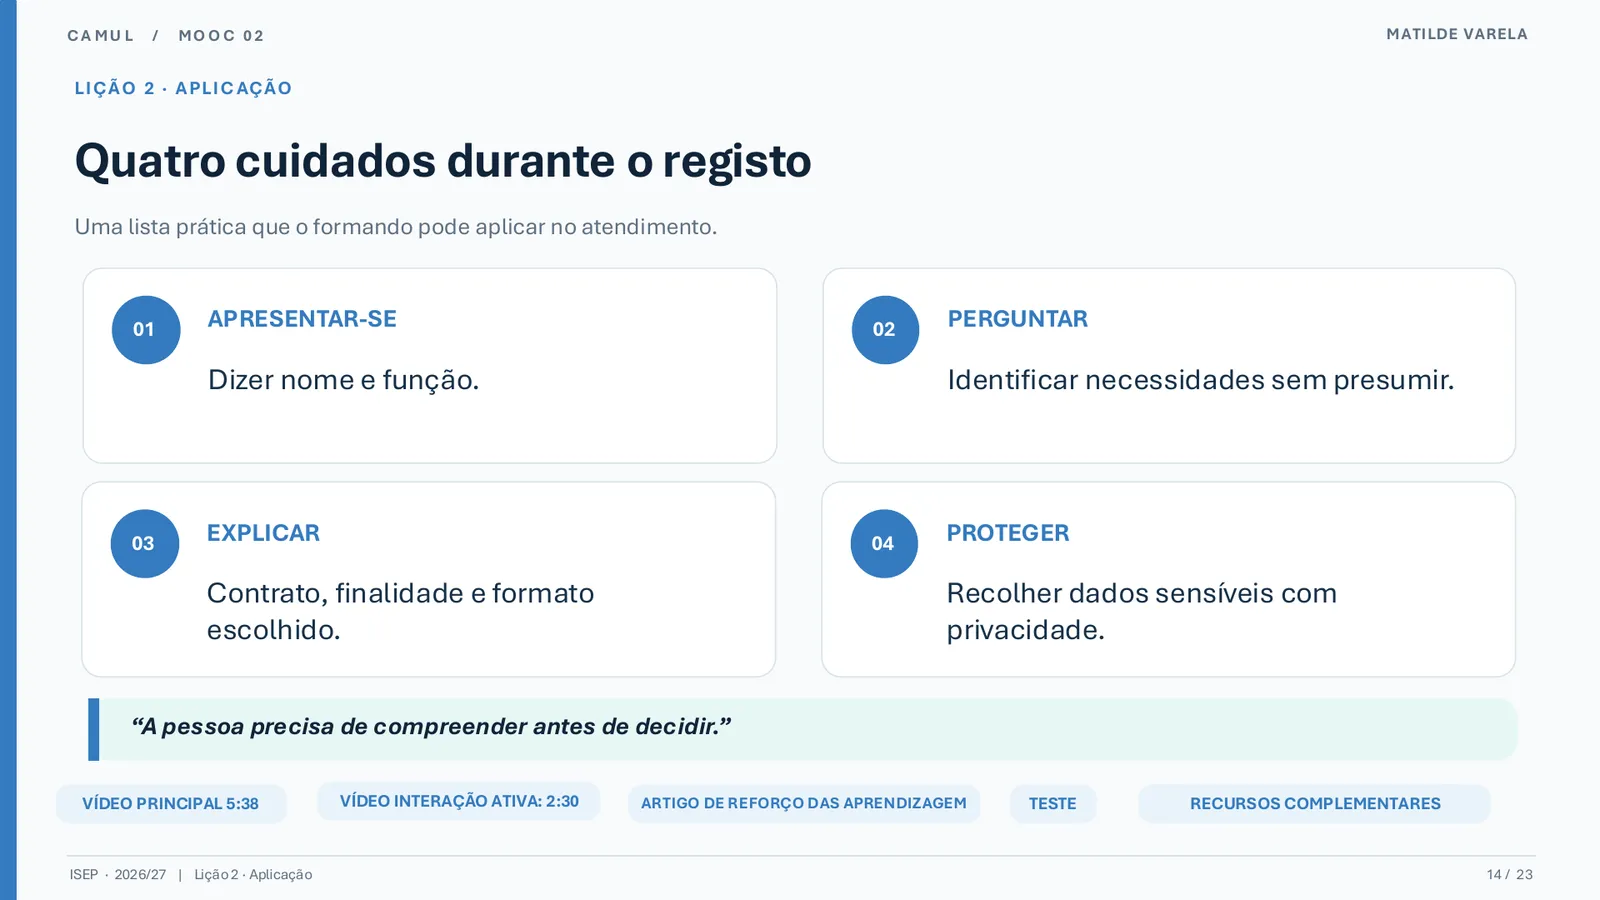 CAMUL / MOOC 02
MATILDE VARELA
LIÇÃO 2 · APLICAÇÃO
Quatro cuidados durante o registo
Uma lista prática que o formando pode aplicar no atendimento.
01
APRESENTAR-SE
Dizer nome e função.
02
PERGUNTAR
Identificar necessidades sem presumir.
03
EXPLICAR
Contrato, finalidade e formato
escolhido.
04
PROTEGER
Recolher dados sensíveis com
privacidade.
“A pessoa precisa de compreender antes de decidir.”
VÍDEO PRINCIPAL 5:38
VÍDEO INTERAÇÃO ATIVA: 2:30
ARTIGO DE REFORÇO DAS APRENDIZAGEM
TESTE
RECURSOS COMPLEMENTARES
ISEP · 2026/27 | Lição 2 · Aplicação
14 / 23